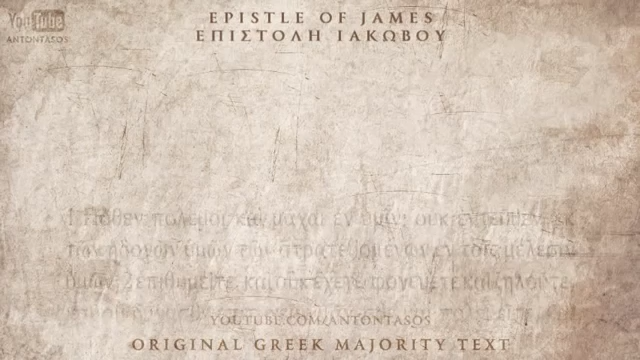 YouTube
ANTONTASOS
EPISTLE OF JAMES
ΕΠΙΣΤΟΛΗ ΙΑΚΩΒΟΥ
1 Πόθεν πόλεμοι καὶ μάχαι ἐν ὑμῖν; οὐκ ἐντεῦθεν, ἐκ
τῶν ἡδονῶν ὑμῶν τῶν στρατευομένων ἐν τοῖς μέλεσιν
ὑμῶν; 2 ἐπιθυμεῖτε, καὶ οὐκ ἔχετε· φονεύετε καὶ ζηλοῦτε,
YOUTUBE.COM/ANTONTASOS
ORIGINAL GREEK MAJORITY TEXT